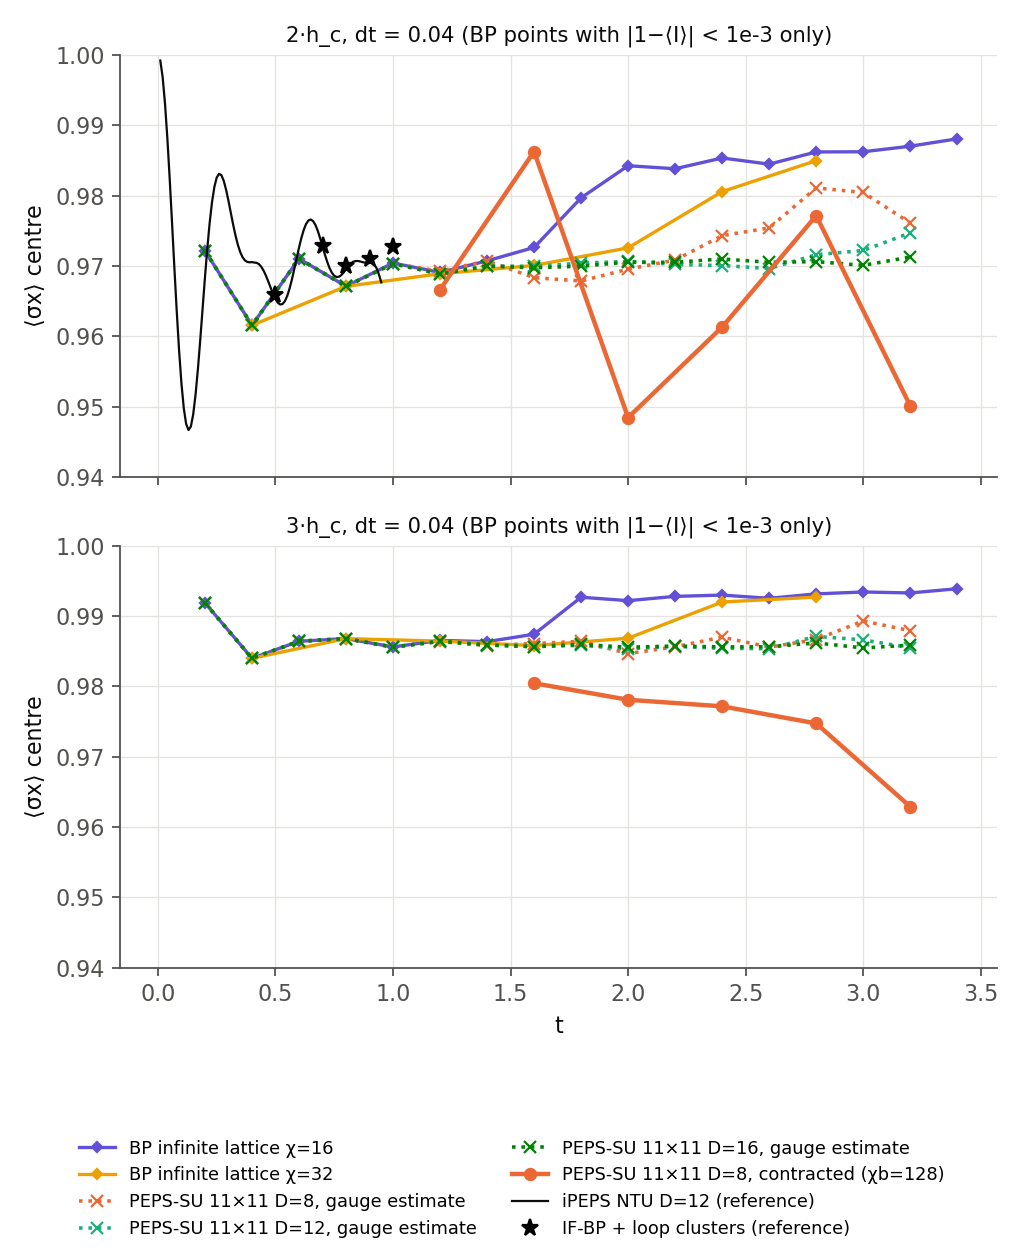 2·h_c, dt = 0.04 (BP points with |1−⟨I⟩| < 1e-3 only)
1.00
0.99
0.98
0.97
0.96
0.95
0.94
⟨σx⟩ centre
3·h_c, dt = 0.04 (BP points with |1−⟨I⟩| < 1e-3 only)
1.00
0.99
0.98
0.97
0.96
0.95
0.94
⟨σx⟩ centre
0.0 0.5 1.0 1.5 2.0 2.5 3.0 3.5
t
BP infinite lattice χ=16
BP infinite lattice χ=32
PEPS-SU 11×11 D=8, gauge estimate
PEPS-SU 11×11 D=12, gauge estimate
PEPS-SU 11×11 D=16, gauge estimate
PEPS-SU 11×11 D=8, contracted (χb=128)
iPEPS NTU D=12 (reference)
IF-BP + loop clusters (reference)